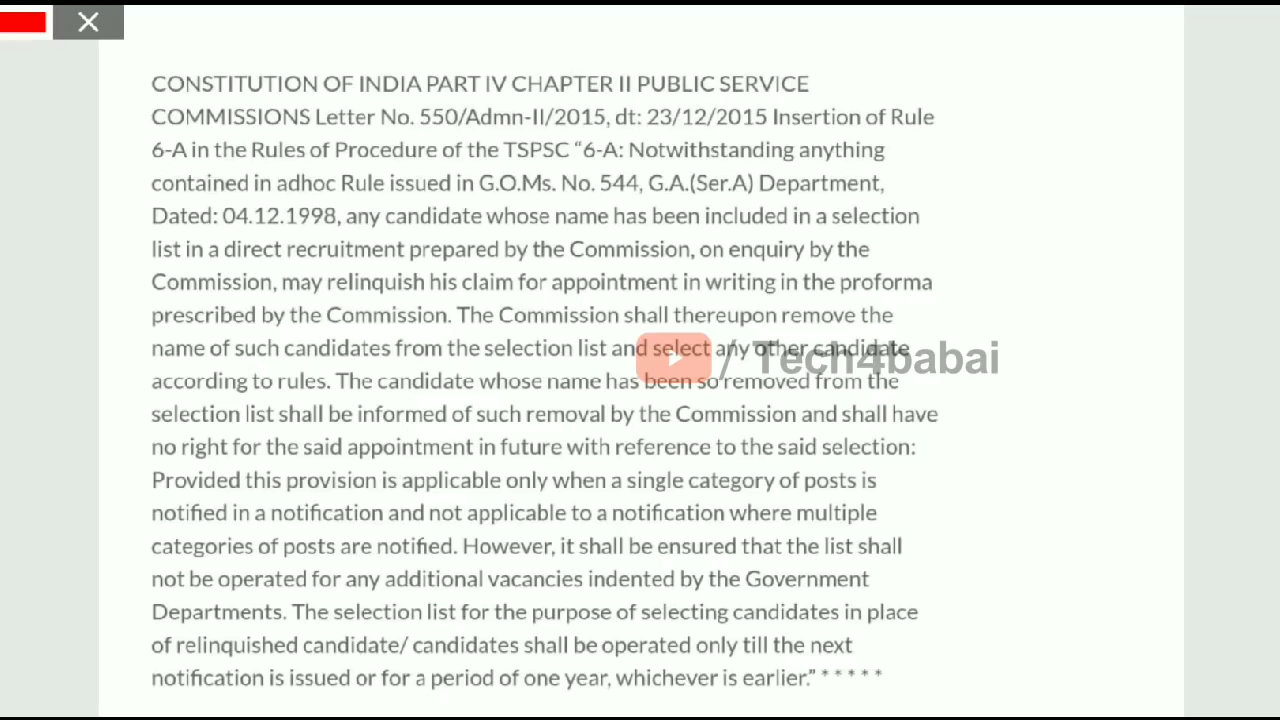 CONSTITUTION OF INDIA PART IV CHAPTER II PUBLIC SERVICE
COMMISSIONS Letter No. 550/Admn-II/2015, dt: 23/12/2015 Insertion of Rule
6-A in the Rules of Procedure of the TSPSC “6-A: Notwithstanding anything
contained in adhoc Rule issued in G.O.Ms. No. 544, G.A.(Ser.A) Department,
Dated: 04.12.1998, any candidate whose name has been included in a selection
list in a direct recruitment prepared by the Commission, on enquiry by the
Commission, may relinquish his claim for appointment in writing in the proforma
prescribed by the Commission. The Commission shall thereupon remove the
name of such candidates from the selection list and select any other candidate
/ Tech4babai
according to rules. The candidate whose name has been so removed from the
selection list shall be informed of such removal by the Commission and shall have
no right for the said appointment in future with reference to the said selection:
Provided this provision is applicable only when a single category of posts is
notified in a notification and not applicable to a notification where multiple
categories of posts are notified. However, it shall be ensured that the list shall
not be operated for any additional vacancies indented by the Government
Departments. The selection list for the purpose of selecting candidates in place
of relinquished candidate/ candidates shall be operated only till the next
notification is issued or for a period of one year, whichever is earlier.” * * * * *